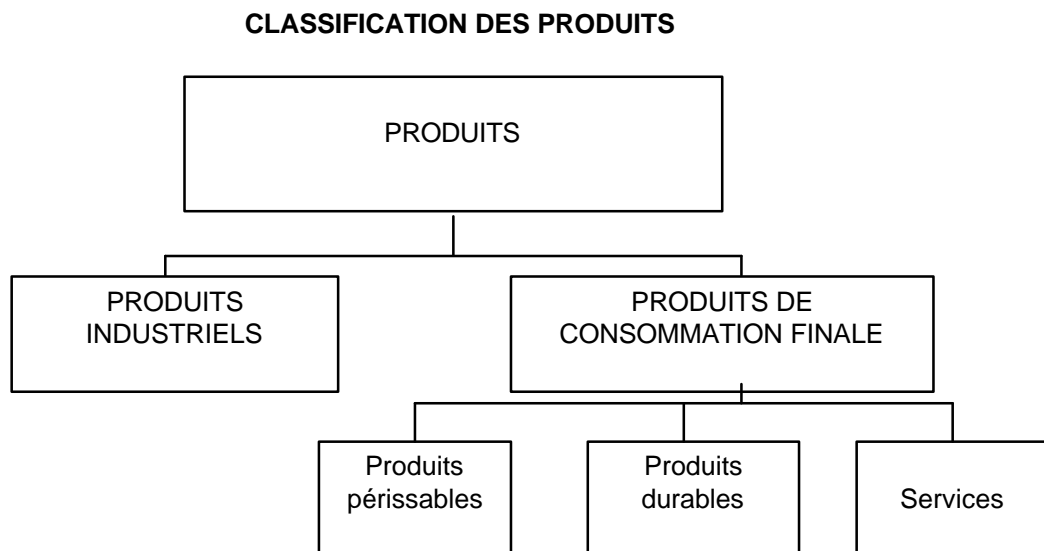 CLASSIFICATION DES PRODUITS
PRODUITS
PRODUITS
INDUSTRIELS
PRODUITS DE
CONSOMMATION FINALE
Produits
périssables
Produits
durables
Services